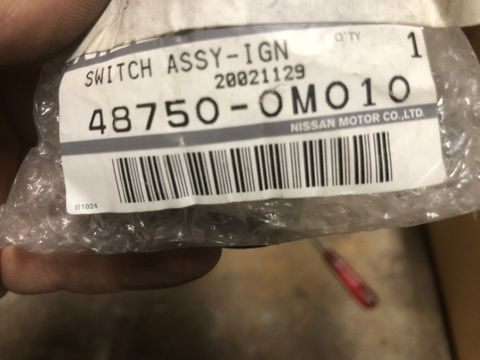 Q'TY
SWITCH ASSY-IGN 1
20021129
48750-0M010
NISSAN MOTOR CO.,LTD.